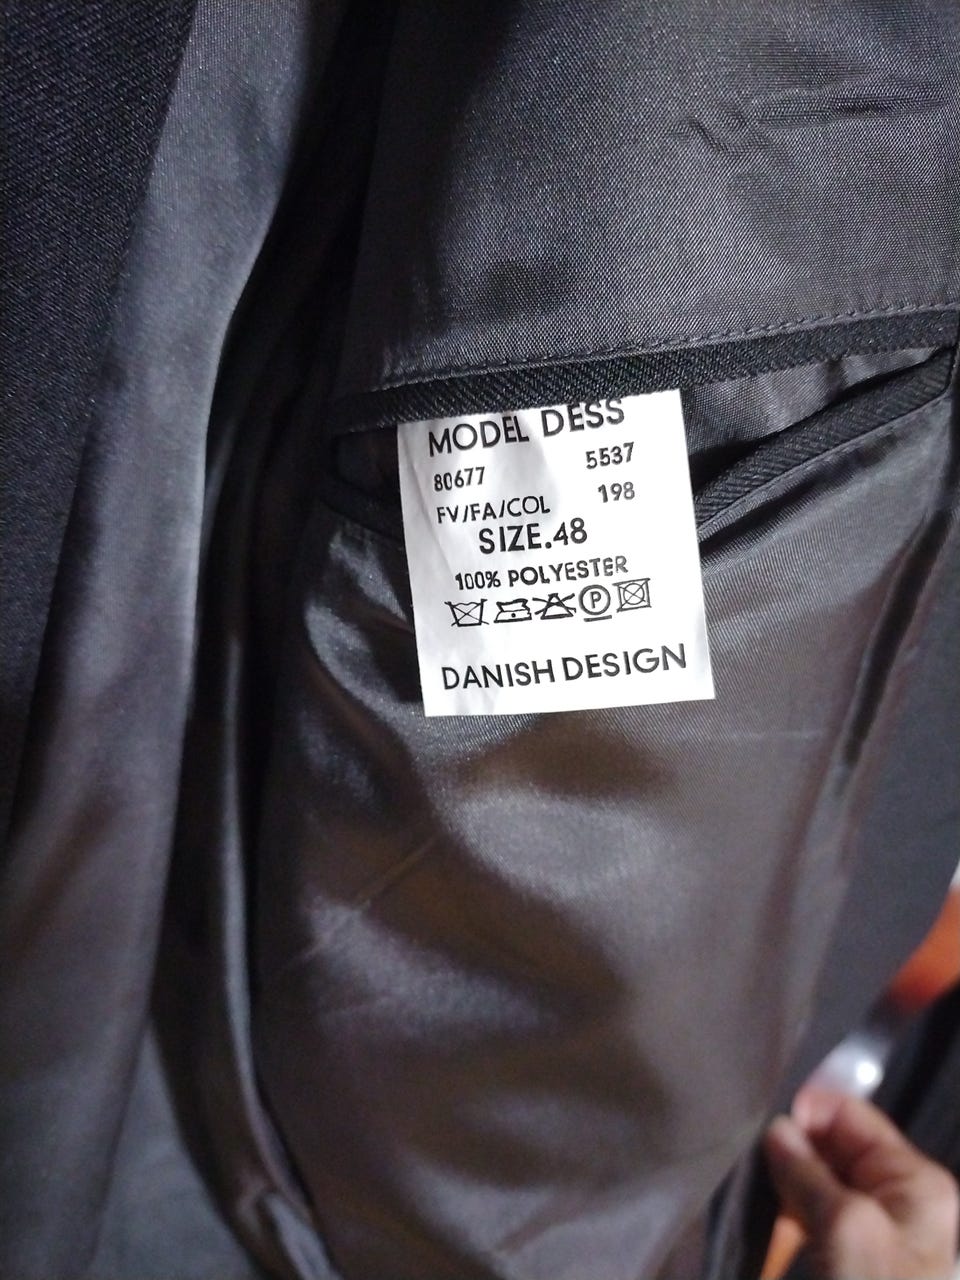 MODEL DESS
80677 5537
FV/FA/COL 198
SIZE.48
100% POLYESTER
P
DANISH DESIGN